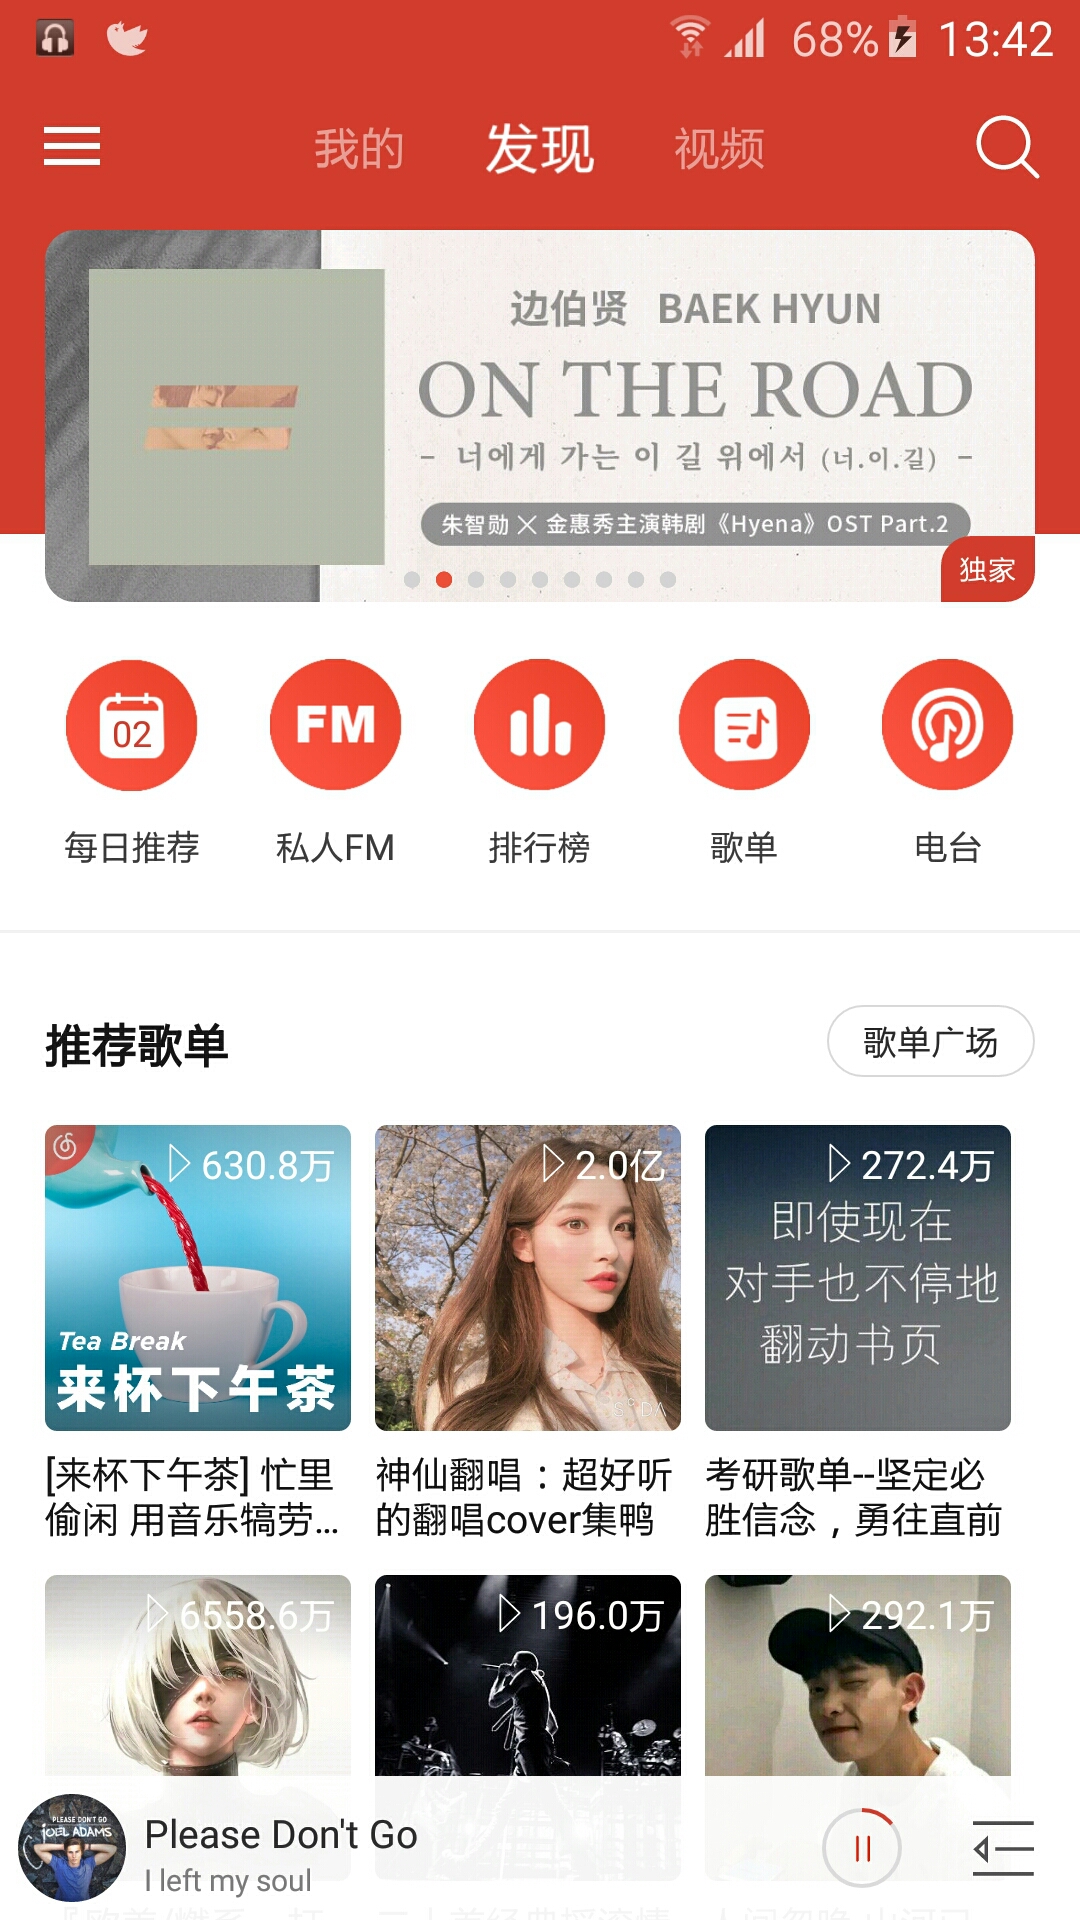 68% 13:42
我的 发现 视频
边伯贤 BAEK HYUN
ON THE ROAD
- 너에게 가는 이 길 위에서 (너.이.길) -
朱智勋 × 金惠秀主演韩剧《Hyena》OST Part.2
独家
02 FM
每日推荐 私人FM 排行榜 歌单 电台
推荐歌单 歌单广场
630.8万
Tea Break
来杯下午茶
[来杯下午茶] 忙里
偷闲 用音乐犒劳...
2.0亿
SODA
神仙翻唱：超好听
的翻唱cover集鸭
272.4万
即使现在
对手也不停地
翻动书页
考研歌单--坚定必
胜信念，勇往直前
6558.6万 196.0万 292.1万
PLEASE DON'T GO
JOEL ADAMS
Please Don't Go
I left my soul